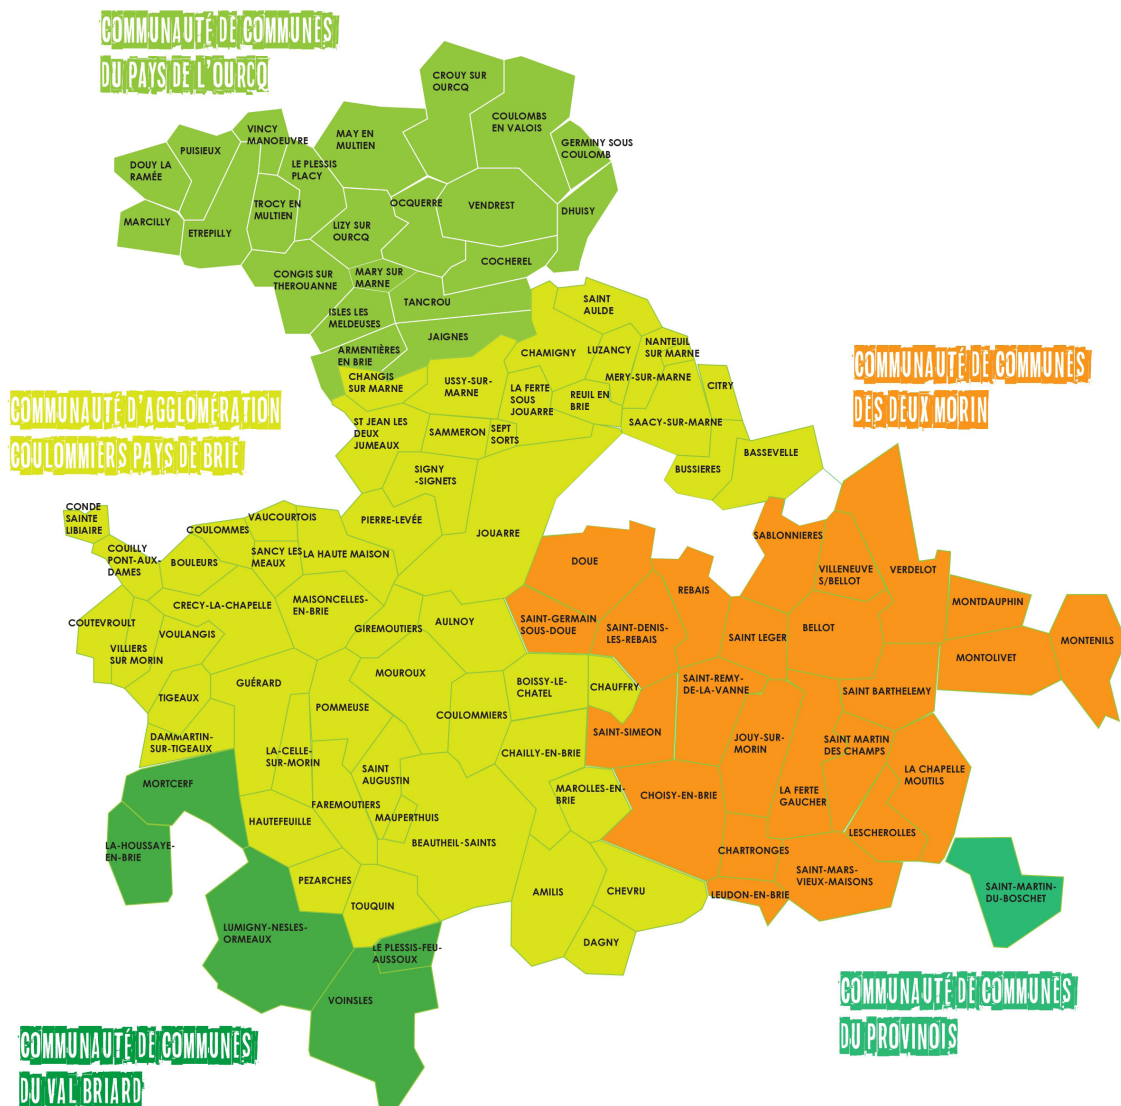 COMMUNAUTÉ DE COMMUNES
DU PAYS DE L'OURCQ
CROUY SUR
OURCQ
COULOMBS
EN VALOIS
GERMINY SOUS
COULOMB
VINCY
MANOEUVRE
MAY EN
MULTIEN
PUISIEUX
DOUY LA
RAMÉE
LE PLESSIS
PLACY
MARCILLY
ETREPILLY
TROCY EN
MULTIEN
OCQUERRE
VENDREST
DHUISY
LIZY SUR
OURCQ
COCHEREL
CONGIS SUR
THEROUANNE
MARY SUR
MARNE
TANCROU
ISLES LES
MELDEUSES
JAIGNES
ARMENTIÈRES
EN BRIE
COMMUNAUTÉ D'AGGLOMÉRATION
COULOMMIERS PAYS DE BRIE
SAINT
AULDE
CHAMIGNY
LUZANCY
NANTEUIL
SUR MARNE
MERY-SUR-MARNE
CITRY
CHANGIS
SUR MARNE
USSY-SUR-
MARNE
LA FERTE
SOUS
JOUARRE
REUIL EN
BRIE
SAACY-SUR-MARNE
ST JEAN LES
DEUX
JUMEAUX
SAMMERON
SEPT
SORTS
BUSSIERES
BASSEVELLE
SIGNY
-SIGNETS
PIERRE-LEVÉE
JOUARRE
CONDE
SAINTE
LIBIAIRE
COUILLY
PONT-AUX-
DAMES
COULOMMES
VAUCOURTOIS
BOULEURS
SANCY LES
MEAUX
LA HAUTE MAISON
CRECY-LA-CHAPELLE
MAISONCELLES-
EN-BRIE
GIREMOUTIERS
AULNOY
COUTEVROULT
VOULANGIS
VILLIERS
SUR MORIN
TIGEAUX
GUÉRARD
MOUROUX
POMMEUSE
COULOMMIERS
BOISSY-LE-
CHATEL
CHAUFFRY
DAMMARTIN-
SUR-TIGEAUX
LA-CELLE-
SUR-MORIN
SAINT
AUGUSTIN
CHAILLY-EN-BRIE
MAROLLES-EN-
BRIE
HAUTEFEUILLE
FAREMOUTIERS
MAUPERTHUIS
BEAUTHEIL-SAINTS
PEZARCHES
TOUQUIN
AMILIS
CHEVRU
DAGNY
COMMUNAUTÉ DE COMMUNES
DES DEUX MORIN
DOUE
SABLONNIERES
VILLENEUVE
S/BELLOT
VERDELOT
REBAIS
MONTDAUPHIN
MONTENILS
MONTOLIVET
SAINT-GERMAIN
SOUS-DOUE
SAINT-DENIS-
LES-REBAIS
SAINT LEGER
BELLOT
SAINT-REMY-
DE-LA-VANNE
SAINT BARTHELEMY
SAINT-SIMEON
JOUY-SUR-
MORIN
SAINT MARTIN
DES CHAMPS
LA CHAPELLE
MOUTILS
CHOISY-EN-BRIE
LA FERTE
GAUCHER
LESCHEROLLES
CHARTRONGES
SAINT-MARS-
VIEUX-MAISONS
LEUDON-EN-BRIE
SAINT-MARTIN-
DU-BOSCHET
COMMUNAUTÉ DE COMMUNES
DU PROVINOIS
MORTCERF
LA-HOUSSAYE-
EN-BRIE
LUMIGNY-NESLES-
ORMEAUX
LE PLESSIS-FEU-
AUSSOUX
VOINSLES
COMMUNAUTÉ DE COMMUNES
DU VAL BRIARD